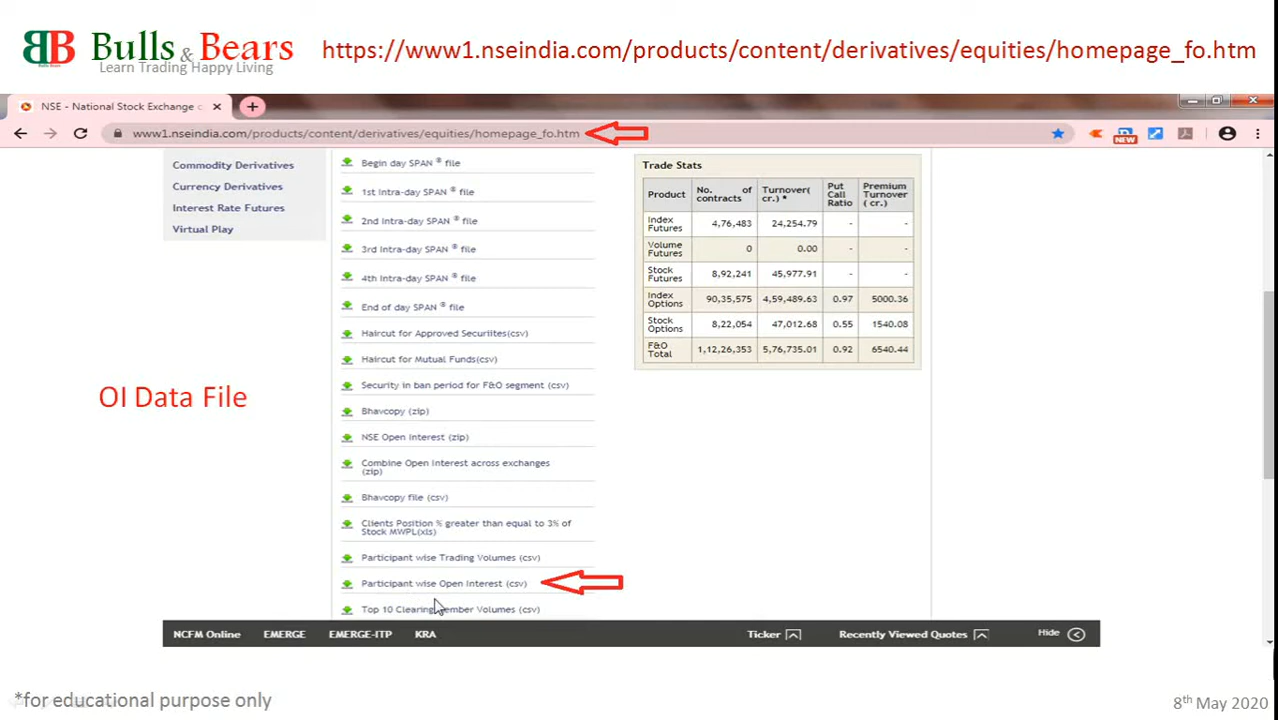 BB Bulls & Bears
Bulls Bears
Learn Trading Happy Living
https://www1.nseindia.com/products/content/derivatives/equities/homepage_fo.htm
NSE - National Stock Exchange
www1.nseindia.com/products/content/derivatives/equities/homepage_fo.htm
NEW
Commodity Derivatives
Currency Derivatives
Interest Rate Futures
Virtual Play
OI Data File
Begin day SPAN ® file
1st Intra-day SPAN ® file
2nd Intra-day SPAN ® file
3rd Intra-day SPAN ® file
4th Intra-day SPAN ® file
End of day SPAN ® file
Haircut for Approved Securiites(csv)
Haircut for Mutual Funds(csv)
Security in ban period for F&O segment (csv)
Bhavcopy (zip)
NSE Open Interest (zip)
Combine Open Interest across exchanges
(zip)
Bhavcopy file (csv)
Clients Position % greater than equal to 3% of
Stock MWPL(xls)
Participant wise Trading Volumes (csv)
Participant wise Open Interest (csv)
Top 10 Clearing Member Volumes (csv)
Trade Stats
Product No. of contracts Turnover( cr.) * Put Call Ratio Premium Turnover ( cr.)
Index Futures 4,76,483 24,254.79 - -
Volume Futures 0 0.00 - -
Stock Futures 8,92,241 45,977.91 - -
Index Options 90,35,575 4,59,489.63 0.97 5000.36
Stock Options 8,22,054 47,012.68 0.55 1540.08
F&O Total 1,12,26,353 5,76,735.01 0.92 6540.44
NCFM Online EMERGE EMERGE-ITP KRA Ticker Recently Viewed Quotes Hide
*for educational purpose only
8th May 2020